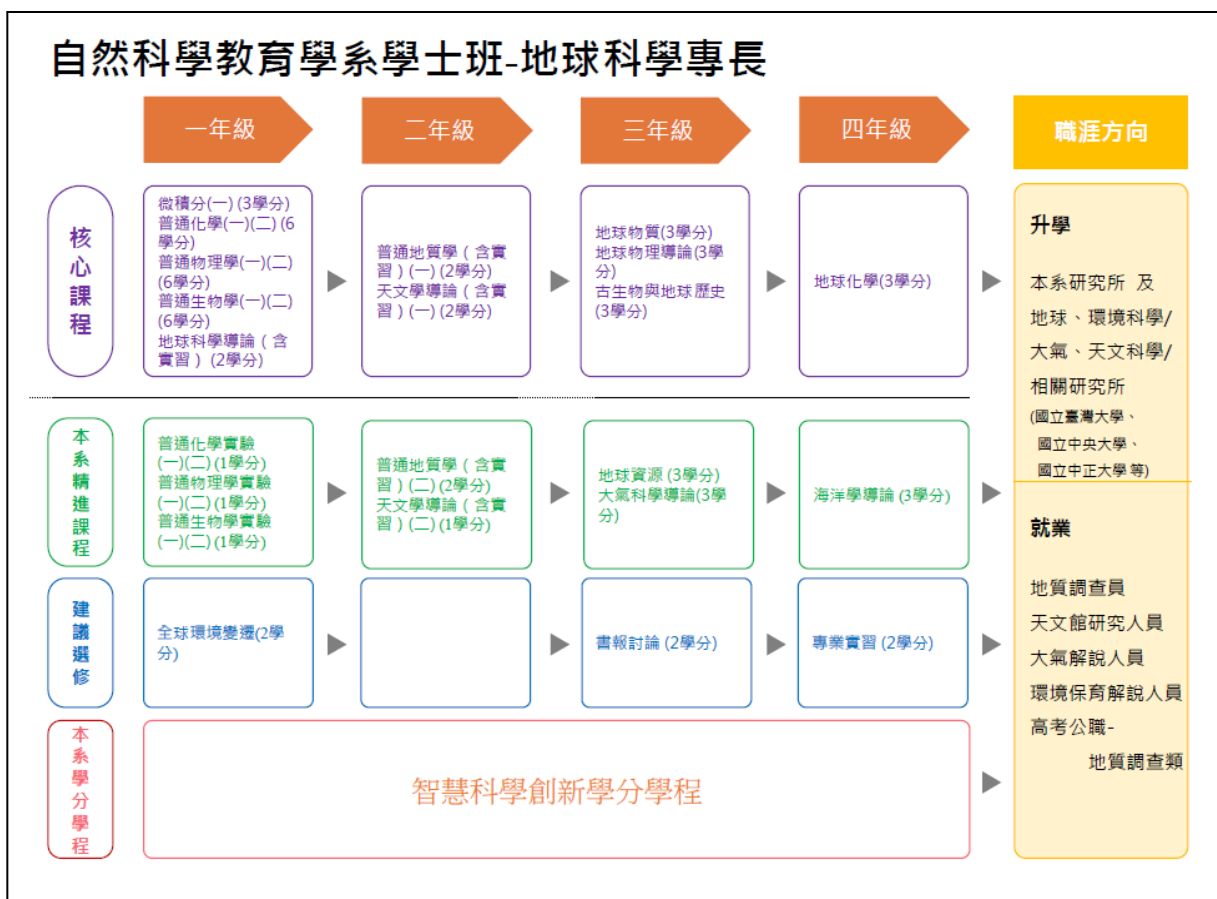 自然科學教育學系學士班-地球科學專長
一年級
二年級
三年級
四年級
職涯方向
核心課程
微積分(一) (3學分)
普通化學(一)(二) (6
學分)
普通物理學(一)(二)
(6學分)
普通生物學(一)(二)
(6學分)
地球科學導論（含
實習） (2學分)
普通地質學（含實
習）(一) (2學分)
天文學導論（含實
習）(一) (2學分)
地球物質(3學分)
地球物理導論(3學
分)
古生物與地球歷史
(3學分)
地球化學(3學分)
本系精進課程
普通化學實驗
(一)(二) (1學分)
普通物理學實驗
(一)(二) (1學分)
普通生物學實驗
(一)(二) (1學分)
普通地質學（含實
習）(二) (2學分)
天文學導論（含實
習）(二) (1學分)
地球資源 (3學分)
大氣科學導論(3學
分)
海洋學導論 (3學分)
建議選修
全球環境變遷(2學
分)
書報討論 (2學分)
專業實習 (2學分)
本系學分學程
智慧科學創新學分學程
升學
本系研究所 及
地球、環境科學/
大氣、天文科學/
相關研究所
(國立臺灣大學、
國立中央大學、
國立中正大學 等)
就業
地質調查員
天文館研究人員
大氣解說人員
環境保育解說人員
高考公職-
地質調查類